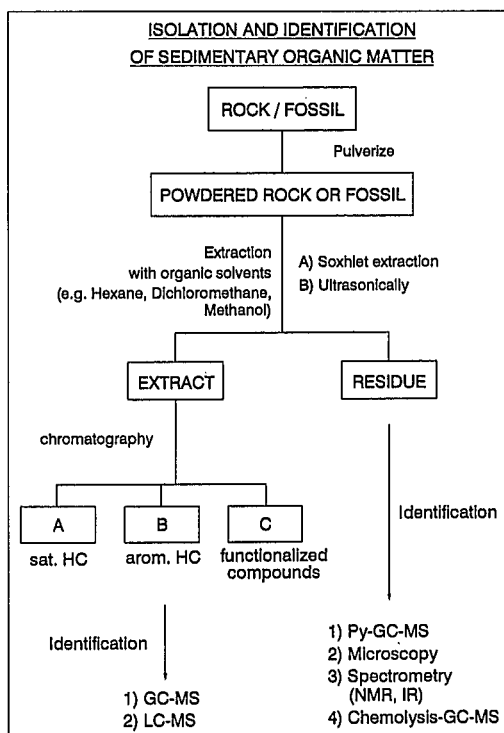 ISOLATION AND IDENTIFICATION
OF SEDIMENTARY ORGANIC MATTER
ROCK / FOSSIL
Pulverize
POWDERED ROCK OR FOSSIL
Extraction
with organic solvents
(e.g. Hexane, Dichloromethane,
Methanol)
A) Soxhlet extraction
B) Ultrasonically
EXTRACT
RESIDUE
chromatography
A
B
C
sat. HC
arom. HC
functionalized
compounds
Identification
1) GC-MS
2) LC-MS
Identification
1) Py-GC-MS
2) Microscopy
3) Spectrometry
(NMR, IR)
4) Chemolysis-GC-MS